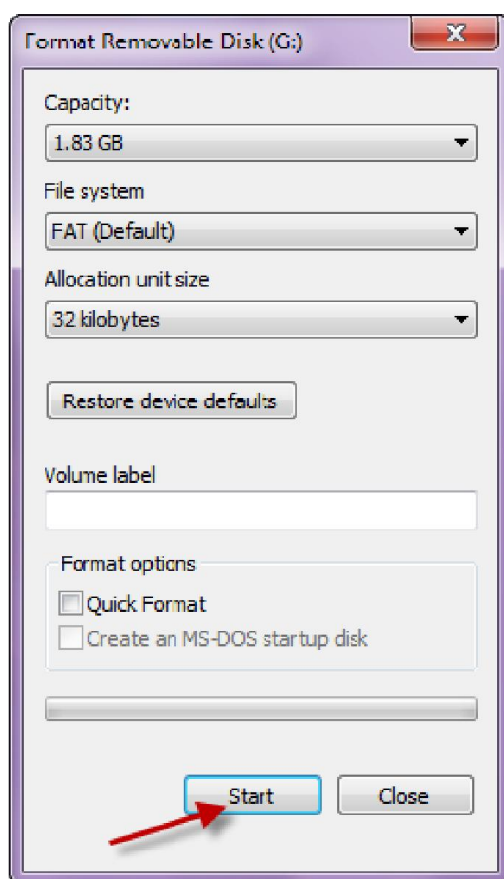 Format Removable Disk (G:)
X
Capacity:
1.83 GB
File system
FAT (Default)
Allocation unit size
32 kilobytes
Restore device defaults
Volume label
Format options
Quick Format
Create an MS-DOS startup disk
Start Close